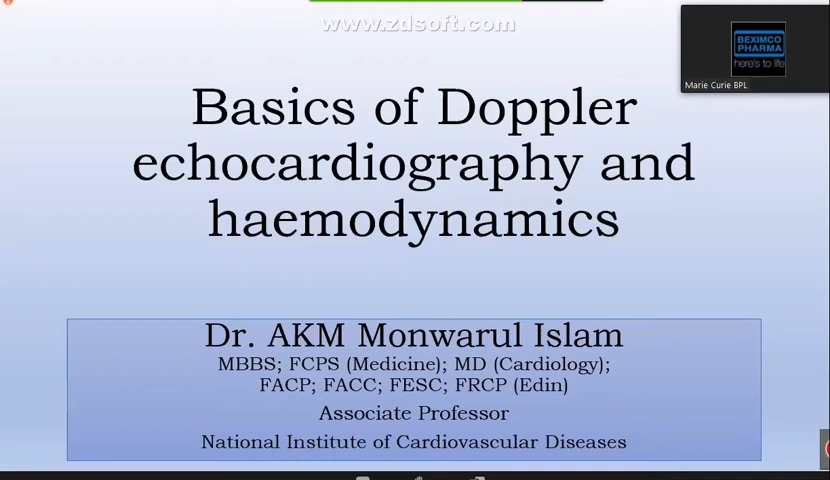 www.zdsoft.com
BEXIMCO
PHARMA
here's to life
Marie Curie BPL
Basics of Doppler
echocardiography and
haemodynamics
Dr. AKM Monwarul Islam
MBBS; FCPS (Medicine); MD (Cardiology);
FACP; FACC; FESC; FRCP (Edin)
Associate Professor
National Institute of Cardiovascular Diseases